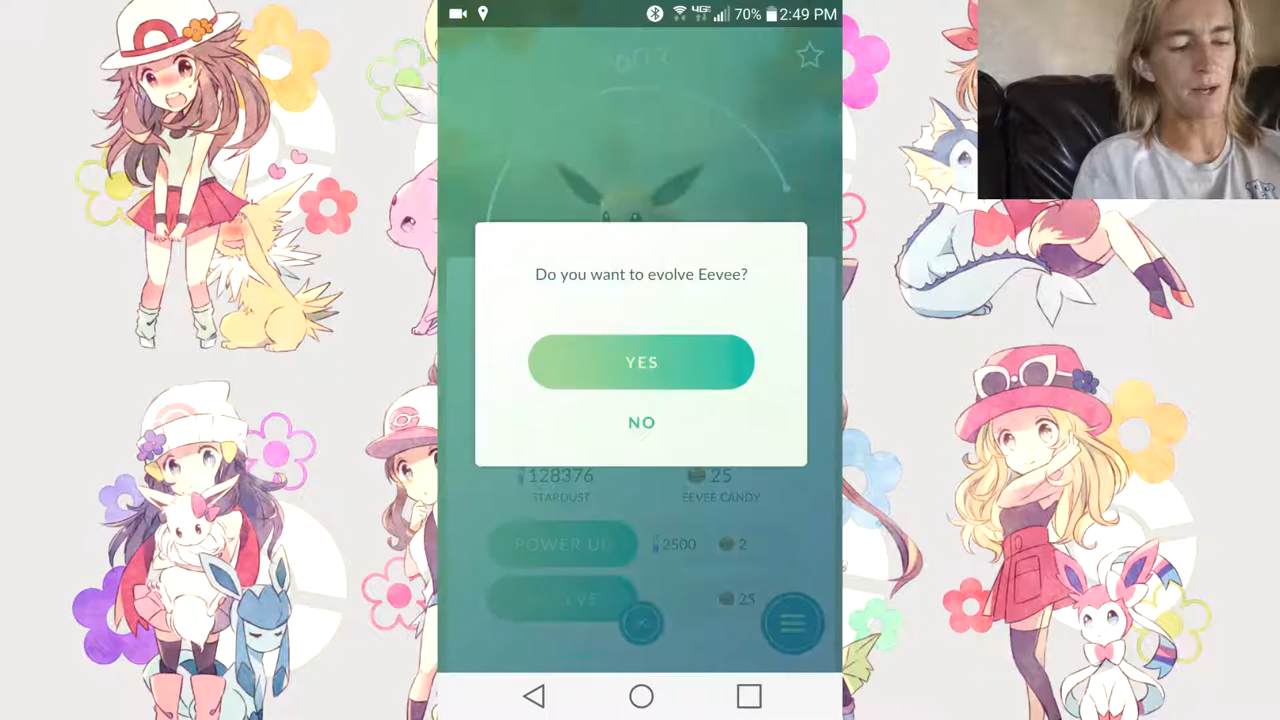 4G 70% 2:49 PM
Do you want to evolve Eevee?
YES
NO
128376
STARDUST
25
EEVEE CANDY
POWER UP
2500
2
25